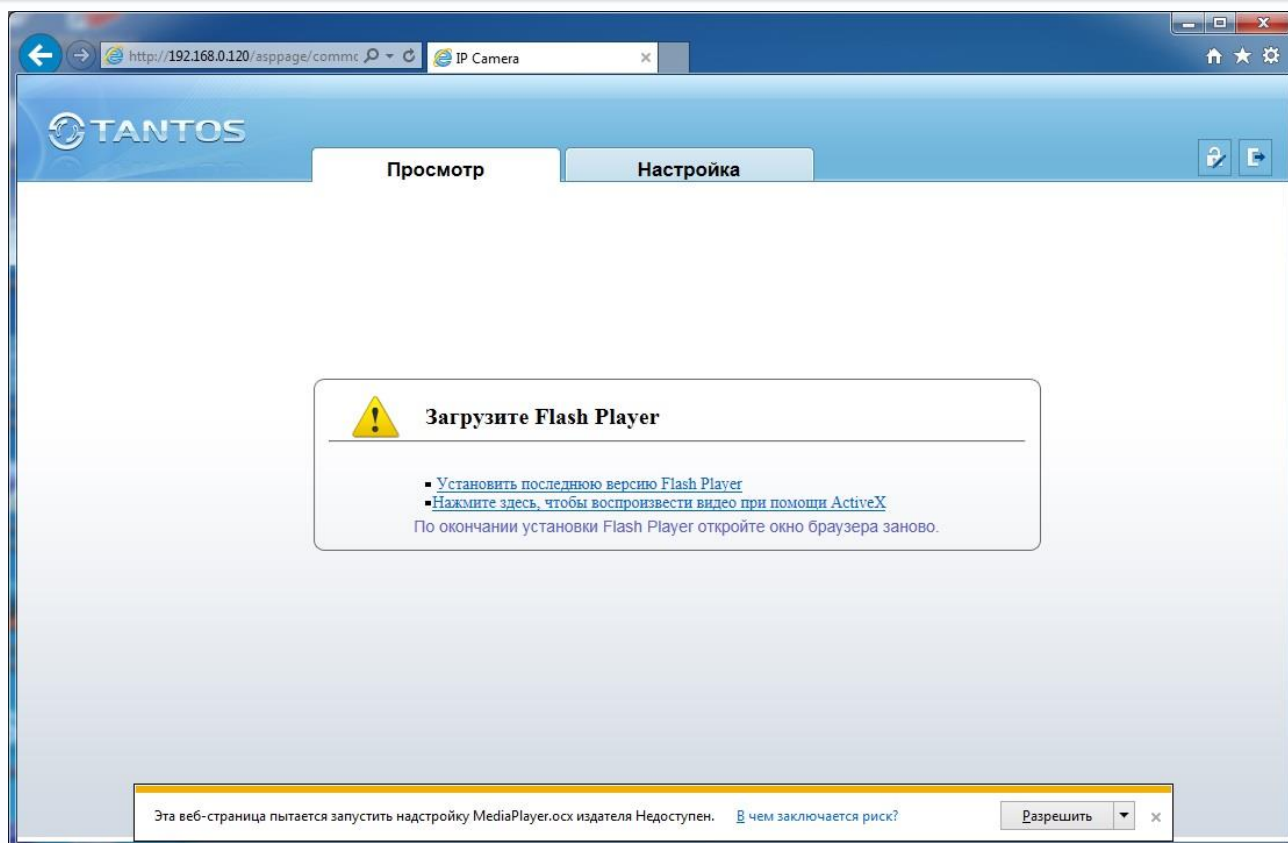 http://192.168.0.120/asppage/commc
IP Camera
TANTOS
Просмотр
Настройка
Загрузите Flash Player
Установить последнюю версию Flash Player
Нажмите здесь, чтобы воспроизвести видео при помощи ActiveX
По окончании установки Flash Player откройте окно браузера заново.
Эта веб-страница пытается запустить надстройку MediaPlayer.ocx издателя Недоступен. В чем заключается риск? Разрешить